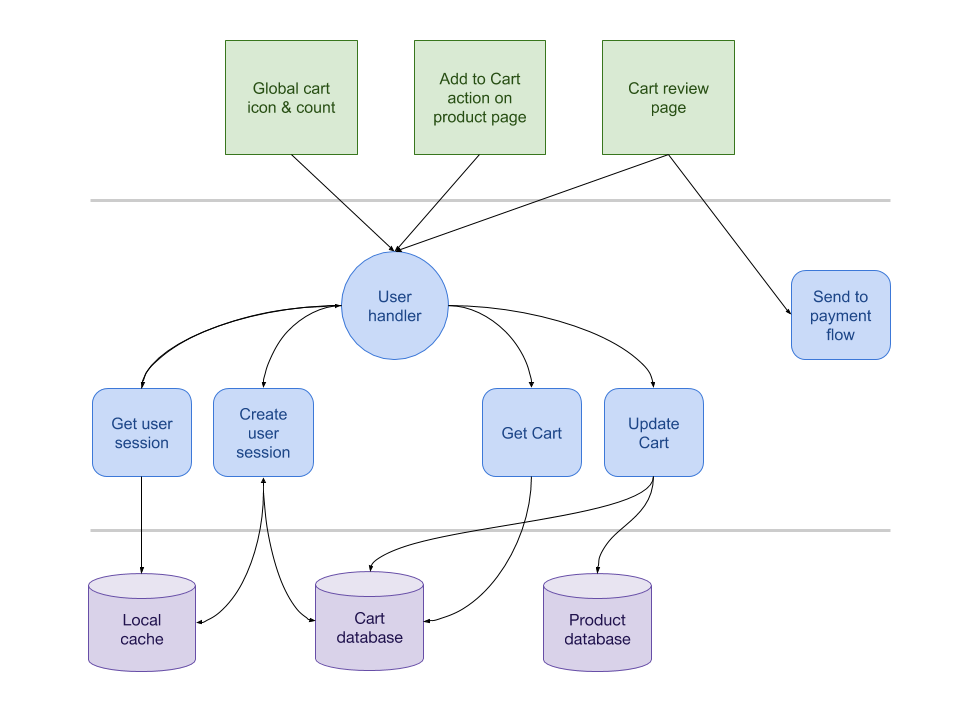 Global cart
icon & count
Add to Cart
action on
product page
Cart review
page
User
handler
Send to
payment
flow
Get user
session
Create
user
session
Get Cart
Update
Cart
Local
cache
Cart
database
Product
database